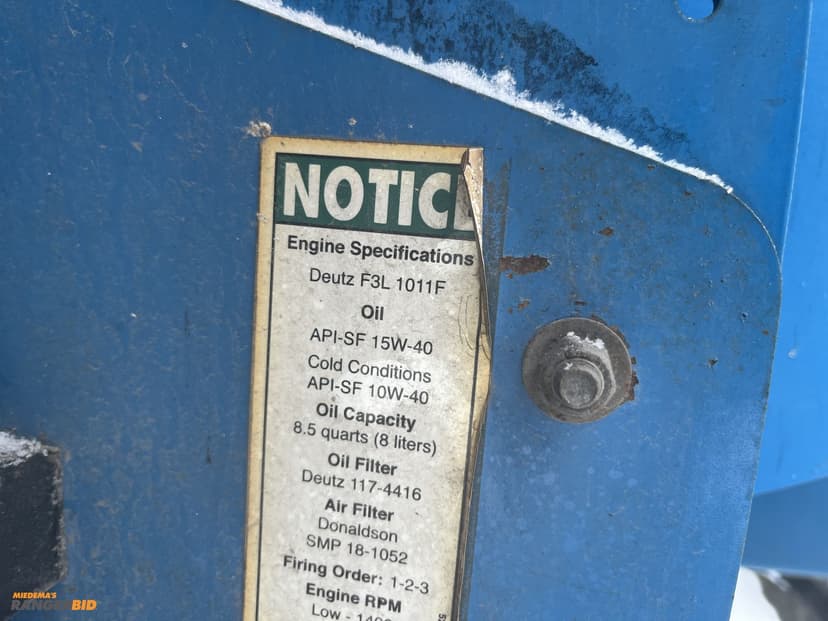 NOTICE
Engine Specifications
Deutz F3L 1011F
Oil
API-SF 15W-40
Cold Conditions
API-SF 10W-40
Oil Capacity
8.5 quarts (8 liters)
Oil Filter
Deutz 117-4416
Air Filter
Donaldson
SMP 18-1052
Firing Order: 1-2-3
Engine RPM
Low -
MIEDEMA'S
RANGERBID